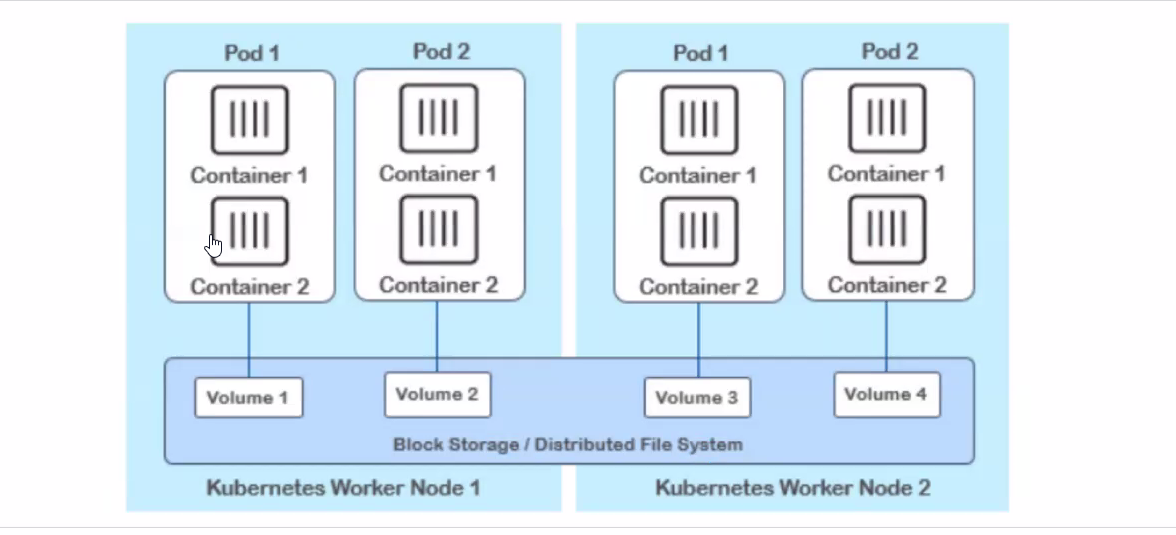 Pod 1
Pod 2
Container 1
Container 1
Container 2
Container 2
Pod 1
Pod 2
Container 1
Container 1
Container 2
Container 2
Volume 1
Volume 2
Volume 3
Volume 4
Block Storage / Distributed File System
Kubernetes Worker Node 1
Kubernetes Worker Node 2